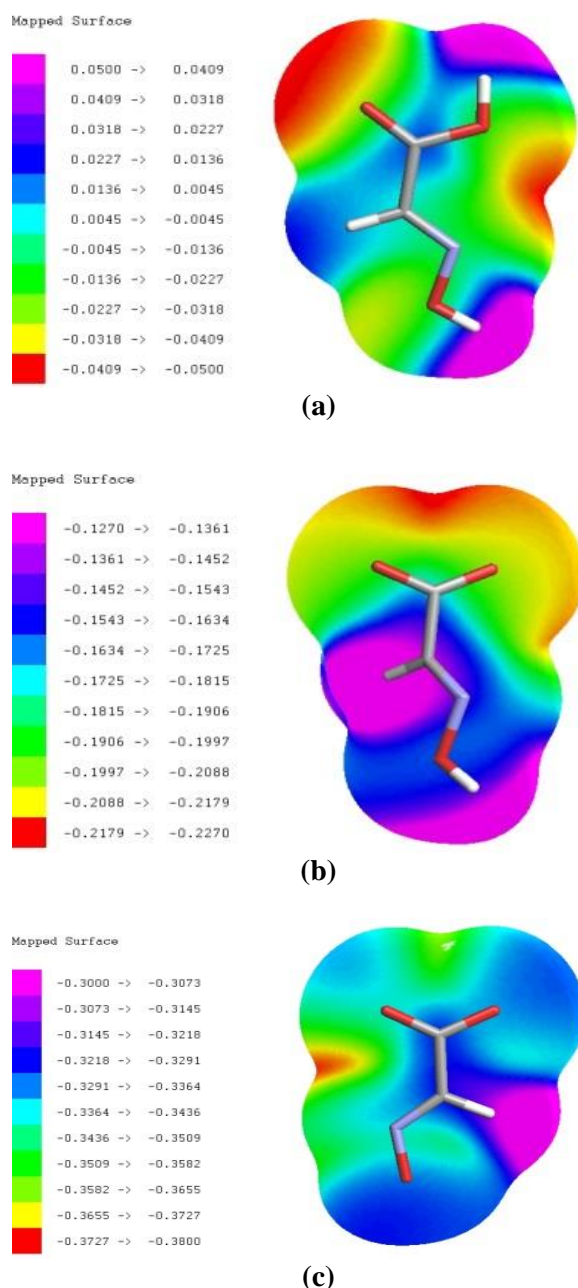 Mapped Surface
0.0500 -> 0.0409
0.0409 -> 0.0318
0.0318 -> 0.0227
0.0227 -> 0.0136
0.0136 -> 0.0045
0.0045 -> -0.0045
-0.0045 -> -0.0136
-0.0136 -> -0.0227
-0.0227 -> -0.0318
-0.0318 -> -0.0409
-0.0409 -> -0.0500
(a)
Mapped Surface
-0.1270 -> -0.1361
-0.1361 -> -0.1452
-0.1452 -> -0.1543
-0.1543 -> -0.1634
-0.1634 -> -0.1725
-0.1725 -> -0.1815
-0.1815 -> -0.1906
-0.1906 -> -0.1997
-0.1997 -> -0.2088
-0.2088 -> -0.2179
-0.2179 -> -0.2270
(b)
Mapped Surface
-0.3000 -> -0.3073
-0.3073 -> -0.3145
-0.3145 -> -0.3218
-0.3218 -> -0.3291
-0.3291 -> -0.3364
-0.3364 -> -0.3436
-0.3436 -> -0.3509
-0.3509 -> -0.3582
-0.3582 -> -0.3655
-0.3655 -> -0.3727
-0.3727 -> -0.3800
(c)